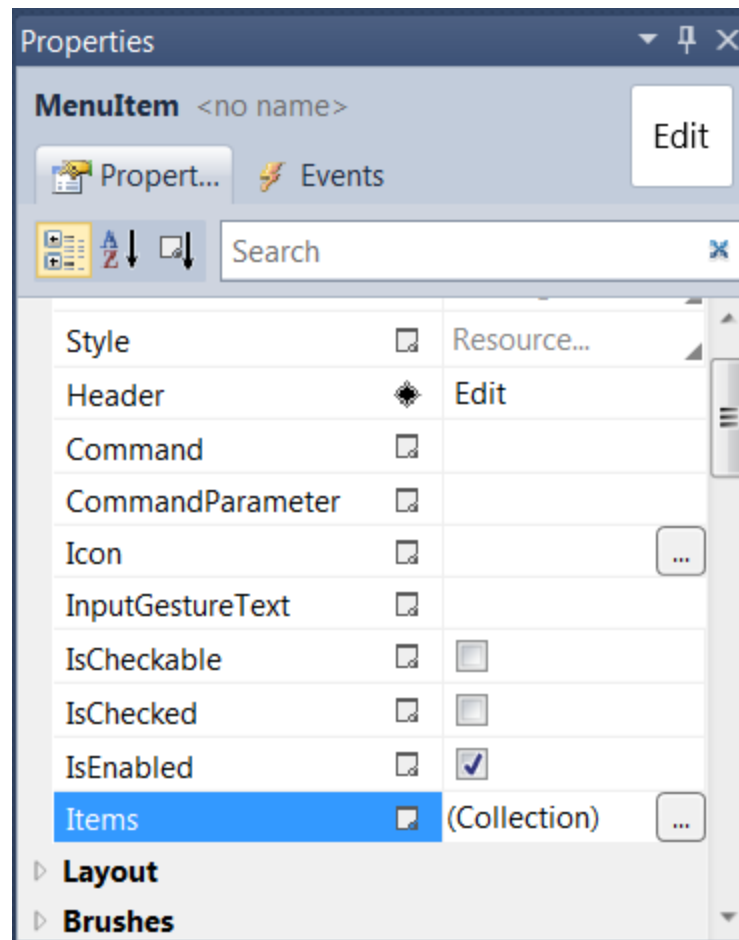 Properties
MenuItem <no name>
Edit
Propert... Events
Search
Style Resource...
Header Edit
Command
CommandParameter
Icon ...
InputGestureText
IsCheckable
IsChecked
IsEnabled
Items (Collection) ...
Layout
Brushes